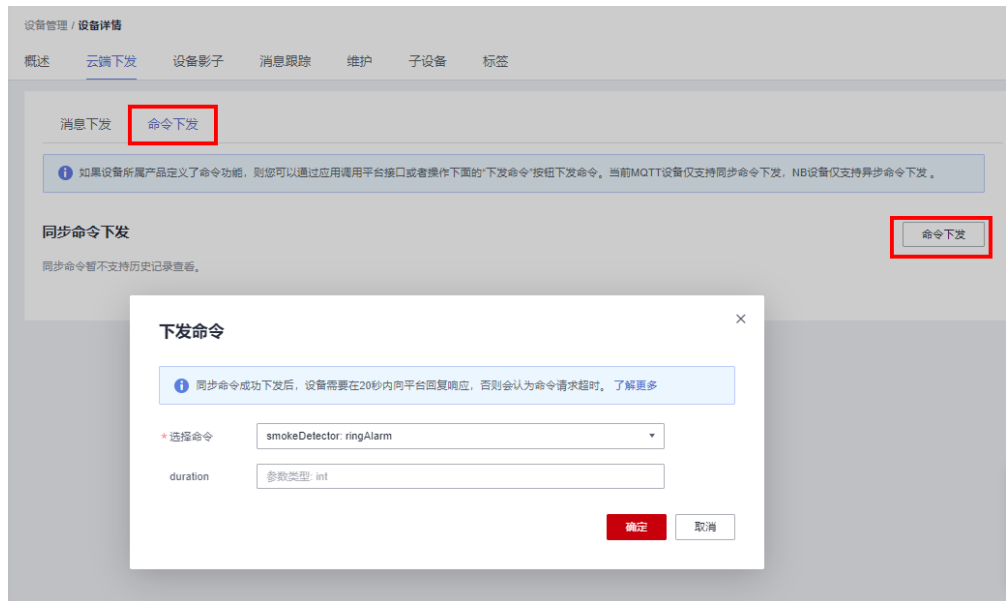 设备管理 / 设备详情
概述 云端下发 设备影子 消息跟踪 维护 子设备 标签
消息下发 命令下发
如果设备所属产品定义了命令功能，则您可以通过应用调用平台接口或者操作下面的“下发命令”按钮下发命令。当前MQTT设备仅支持同步命令下发，NB设备仅支持异步命令下发 。
同步命令下发 命令下发
同步命令暂不支持历史记录查看。
下发命令
同步命令成功下发后，设备需要在20秒内向平台回复响应，否则会认为命令请求超时。 了解更多
* 选择命令 smokeDetector: ringAlarm
duration 参数类型: int
确定 取消